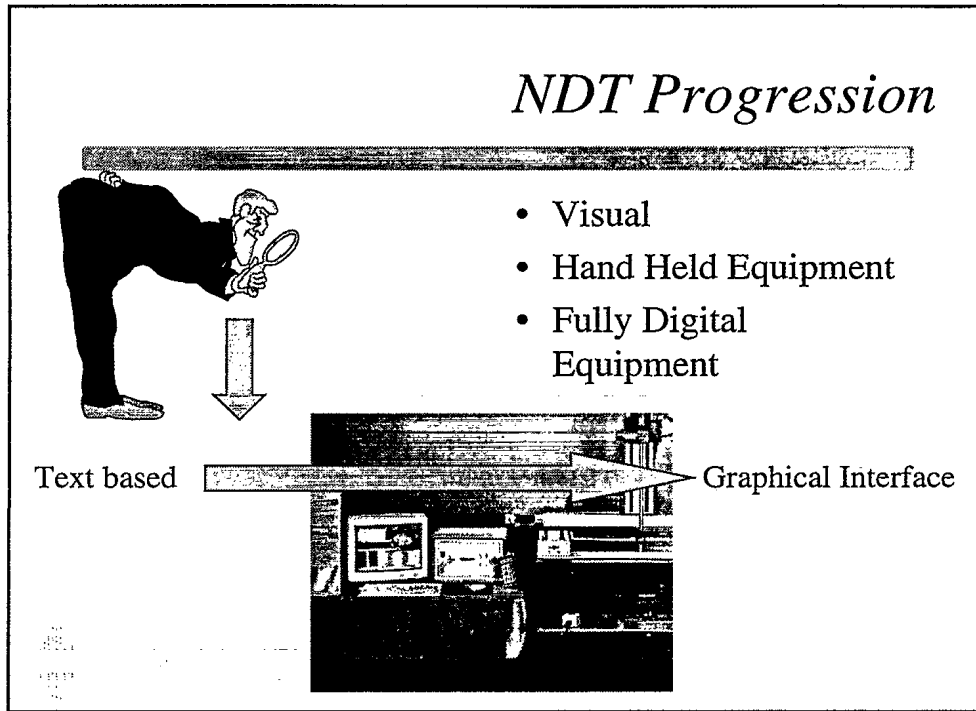 NDT Progression
• Visual
• Hand Held Equipment
• Fully Digital
Equipment
Text based
Graphical Interface